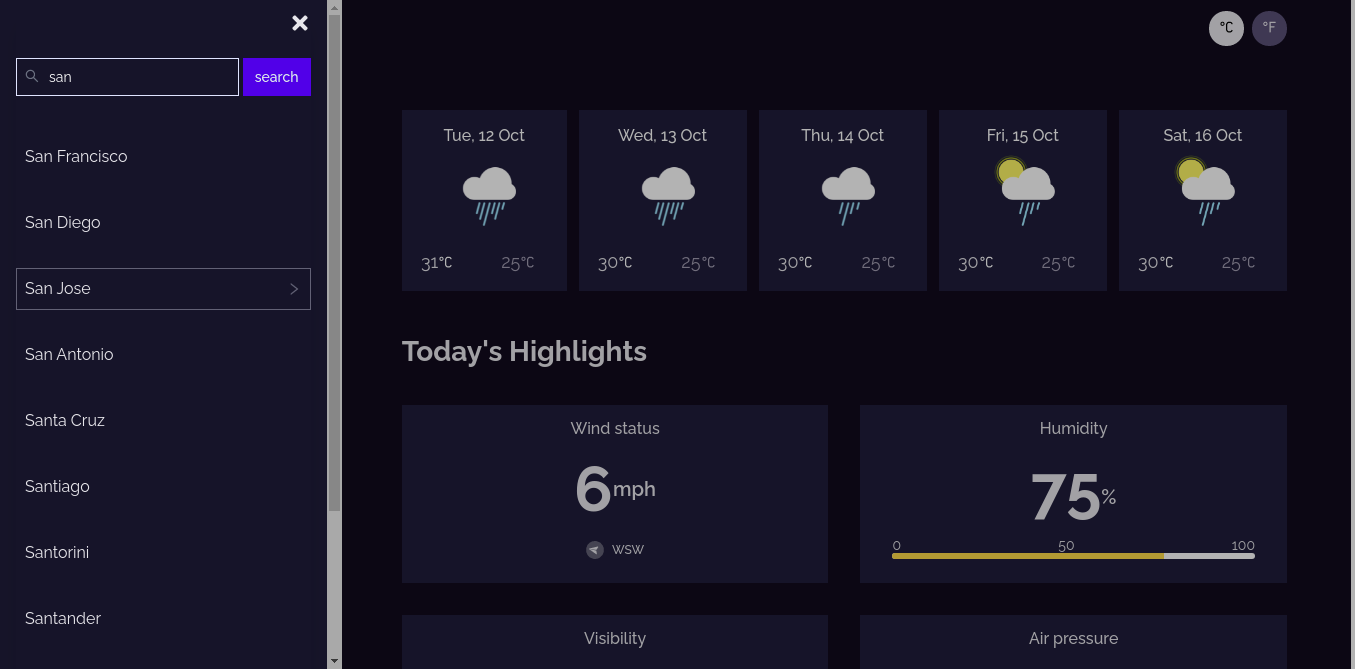 san
search
San Francisco
San Diego
San Jose
San Antonio
Santa Cruz
Santiago
Santorini
Santander
°C °F
Tue, 12 Oct
31°C 25°C
Wed, 13 Oct
30°C 25°C
Thu, 14 Oct
30°C 25°C
Fri, 15 Oct
30°C 25°C
Sat, 16 Oct
30°C 25°C
Today's Highlights
Wind status
6mph
WSW
Humidity
75%
0 50 100
Visibility
Air pressure